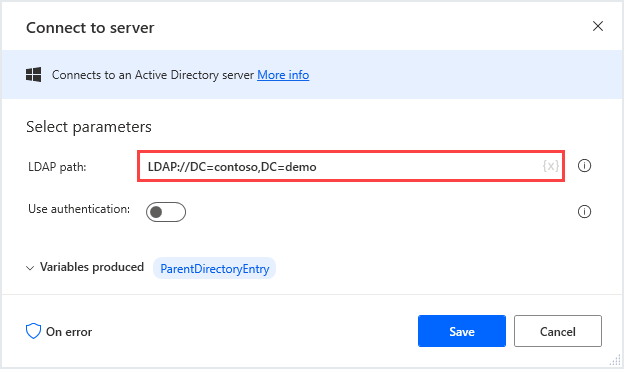 Connect to server
Connects to an Active Directory server More info
Select parameters
LDAP path: LDAP://DC=contoso,DC=demo {x}
Use authentication:
Variables produced ParentDirectoryEntry
On error Save Cancel